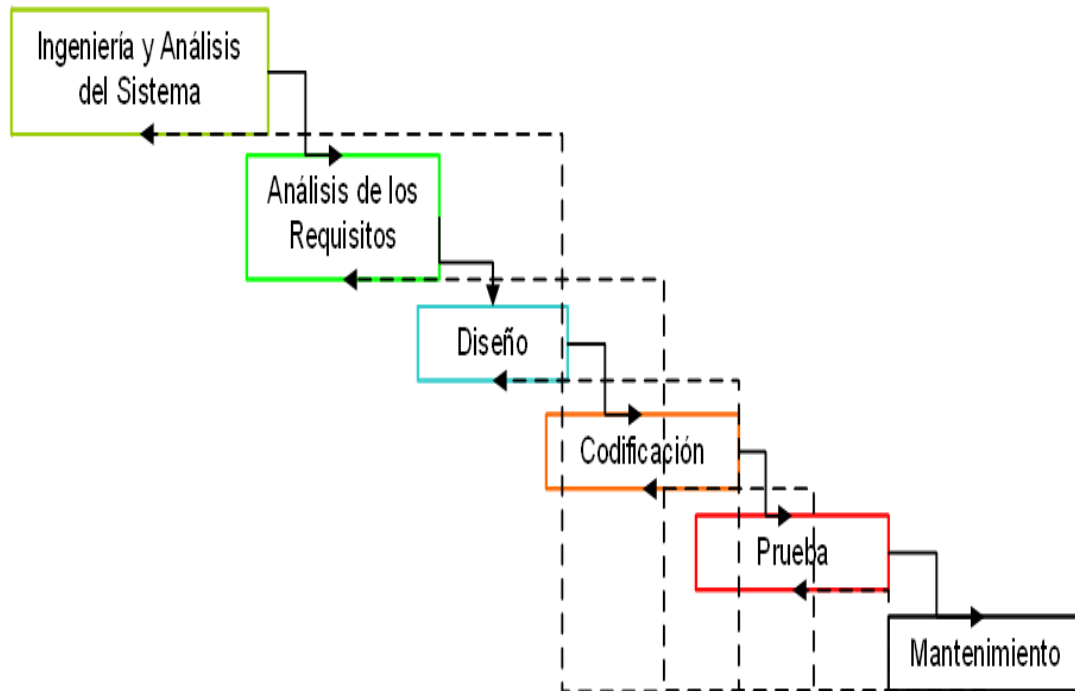 Ingeniería y Análisis
del Sistema
Análisis de los
Requisitos
Diseño
Codificación
Prueba
Mantenimiento